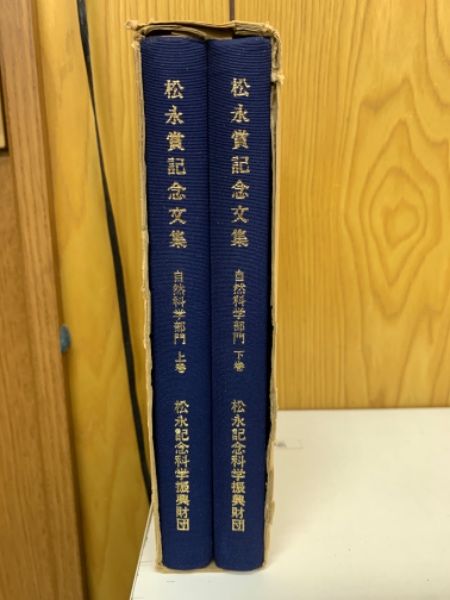 松永賞記念文集
自然科学部門 上巻
松永記念科学振興財団
松永賞記念文集
自然科学部門 下巻
松永記念科学振興財団